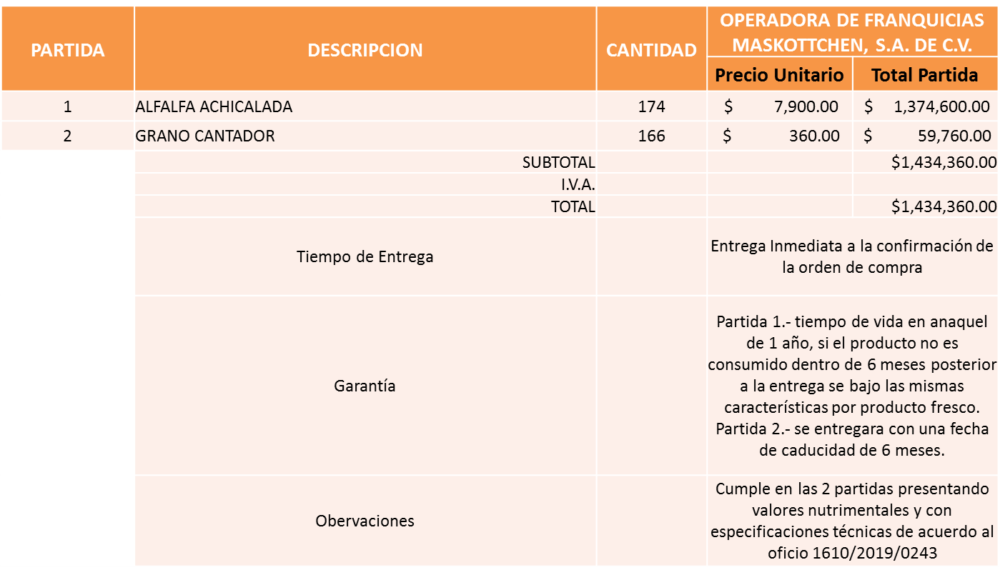 PARTIDA DESCRIPCION CANTIDAD OPERADORA DE FRANQUICIAS
MASKOTTCHEN, S.A. DE C.V.
Precio Unitario Total Partida
1 ALFALFA ACHICALADA 174 $ 7,900.00 $ 1,374,600.00
2 GRANO CANTADOR 166 $ 360.00 $ 59,760.00
SUBTOTAL $1,434,360.00
I.V.A.
TOTAL $1,434,360.00
Tiempo de Entrega
Entrega Inmediata a la confirmación de
la orden de compra
Garantía
Partida 1.- tiempo de vida en anaquel
de 1 año, si el producto no es
consumido dentro de 6 meses posterior
a la entrega se bajo las mismas
características por producto fresco.
Partida 2.- se entregara con una fecha
de caducidad de 6 meses.
Obervaciones
Cumple en las 2 partidas presentando
valores nutrimentales y con
especificaciones técnicas de acuerdo al
oficio 1610/2019/0243